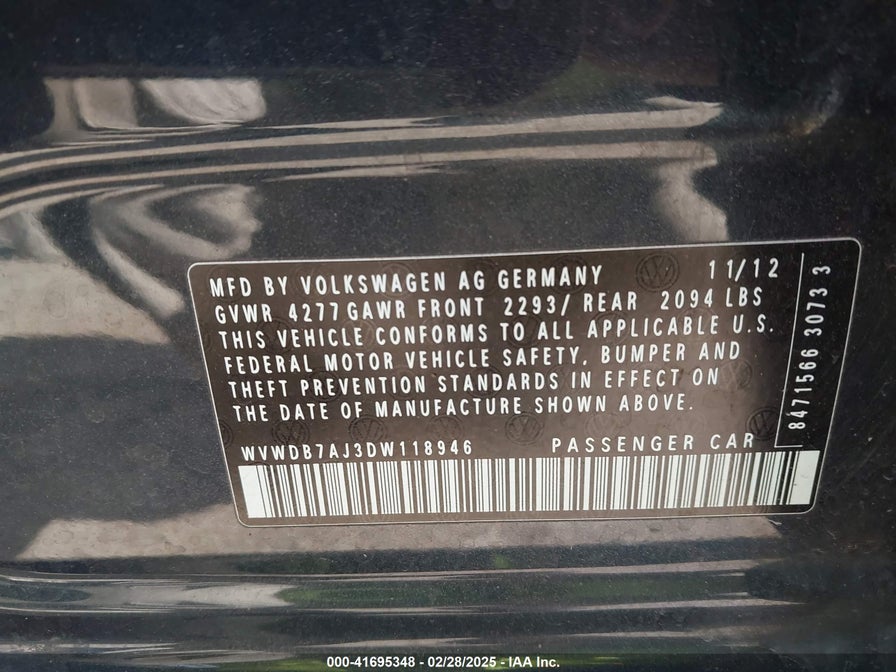 MFD BY VOLKSWAGEN AG GERMANY 11/12
GVWR 4277 GAWR FRONT 2293/ REAR 2094 LBS
THIS VEHICLE CONFORMS TO ALL APPLICABLE U.S.
FEDERAL MOTOR VEHICLE SAFETY, BUMPER AND
THEFT PREVENTION STANDARDS IN EFFECT ON
THE DATE OF MANUFACTURE SHOWN ABOVE.
WVWDB7AJ3DW118946 PASSENGER CAR
8471566 3073 3
000-41695348 - 02/28/2025 - IAA Inc.